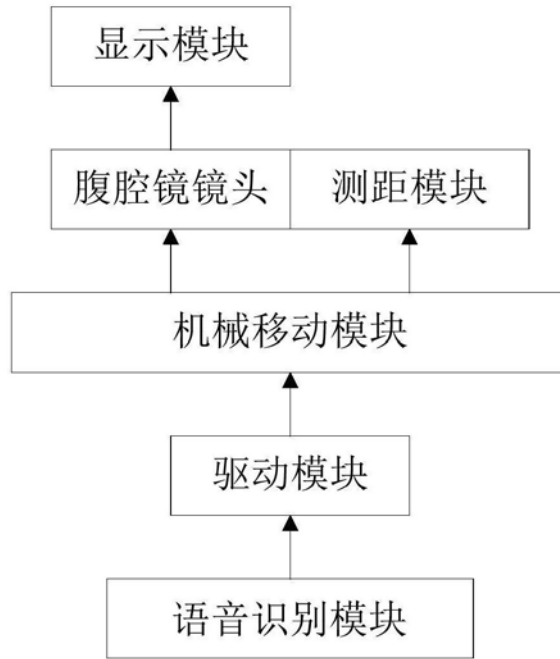 显示模块
腹腔镜镜头
测距模块
机械移动模块
驱动模块
语音识别模块